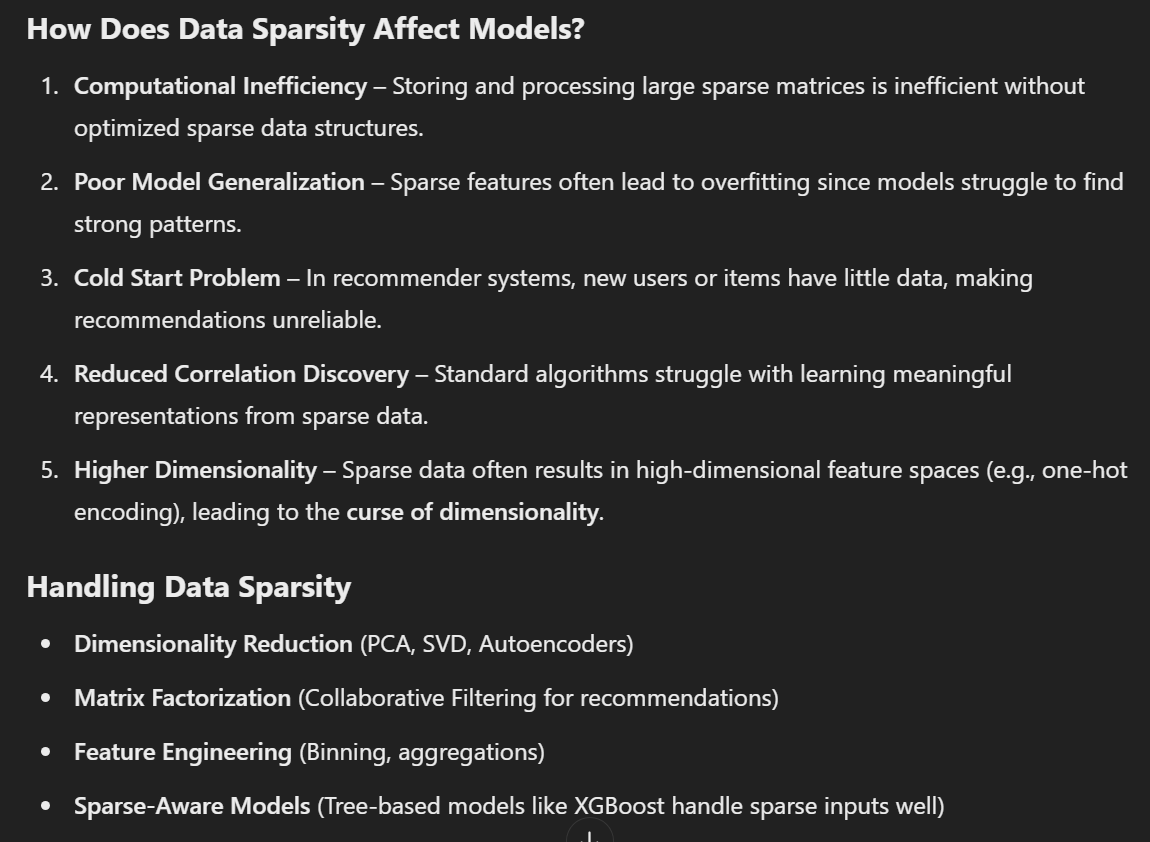 How Does Data Sparsity Affect Models?
1. Computational Inefficiency – Storing and processing large sparse matrices is inefficient without
optimized sparse data structures.
2. Poor Model Generalization – Sparse features often lead to overfitting since models struggle to find
strong patterns.
3. Cold Start Problem – In recommender systems, new users or items have little data, making
recommendations unreliable.
4. Reduced Correlation Discovery – Standard algorithms struggle with learning meaningful
representations from sparse data.
5. Higher Dimensionality – Sparse data often results in high-dimensional feature spaces (e.g., one-hot
encoding), leading to the curse of dimensionality.
Handling Data Sparsity
• Dimensionality Reduction (PCA, SVD, Autoencoders)
• Matrix Factorization (Collaborative Filtering for recommendations)
• Feature Engineering (Binning, aggregations)
• Sparse-Aware Models (Tree-based models like XGBoost handle sparse inputs well)